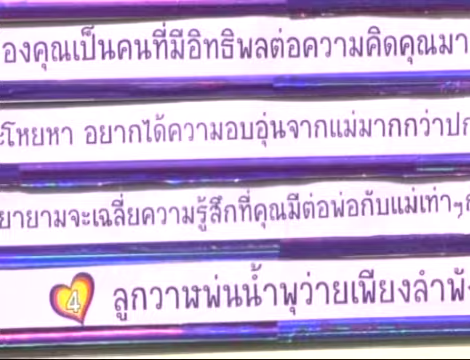 องคุณเป็นคนที่มีอิทธิพลต่อความคิดคุณมา
ะโหยหา อยากได้ความอบอุ่นจากแม่มากกว่าปก
ยายามจะเฉลี่ยความรู้สึกที่คุณมีต่อพ่อกับแม่เท่าๆก
4 ลูกวาฬพ่นน้ำพุว่ายเพียงลำพัง